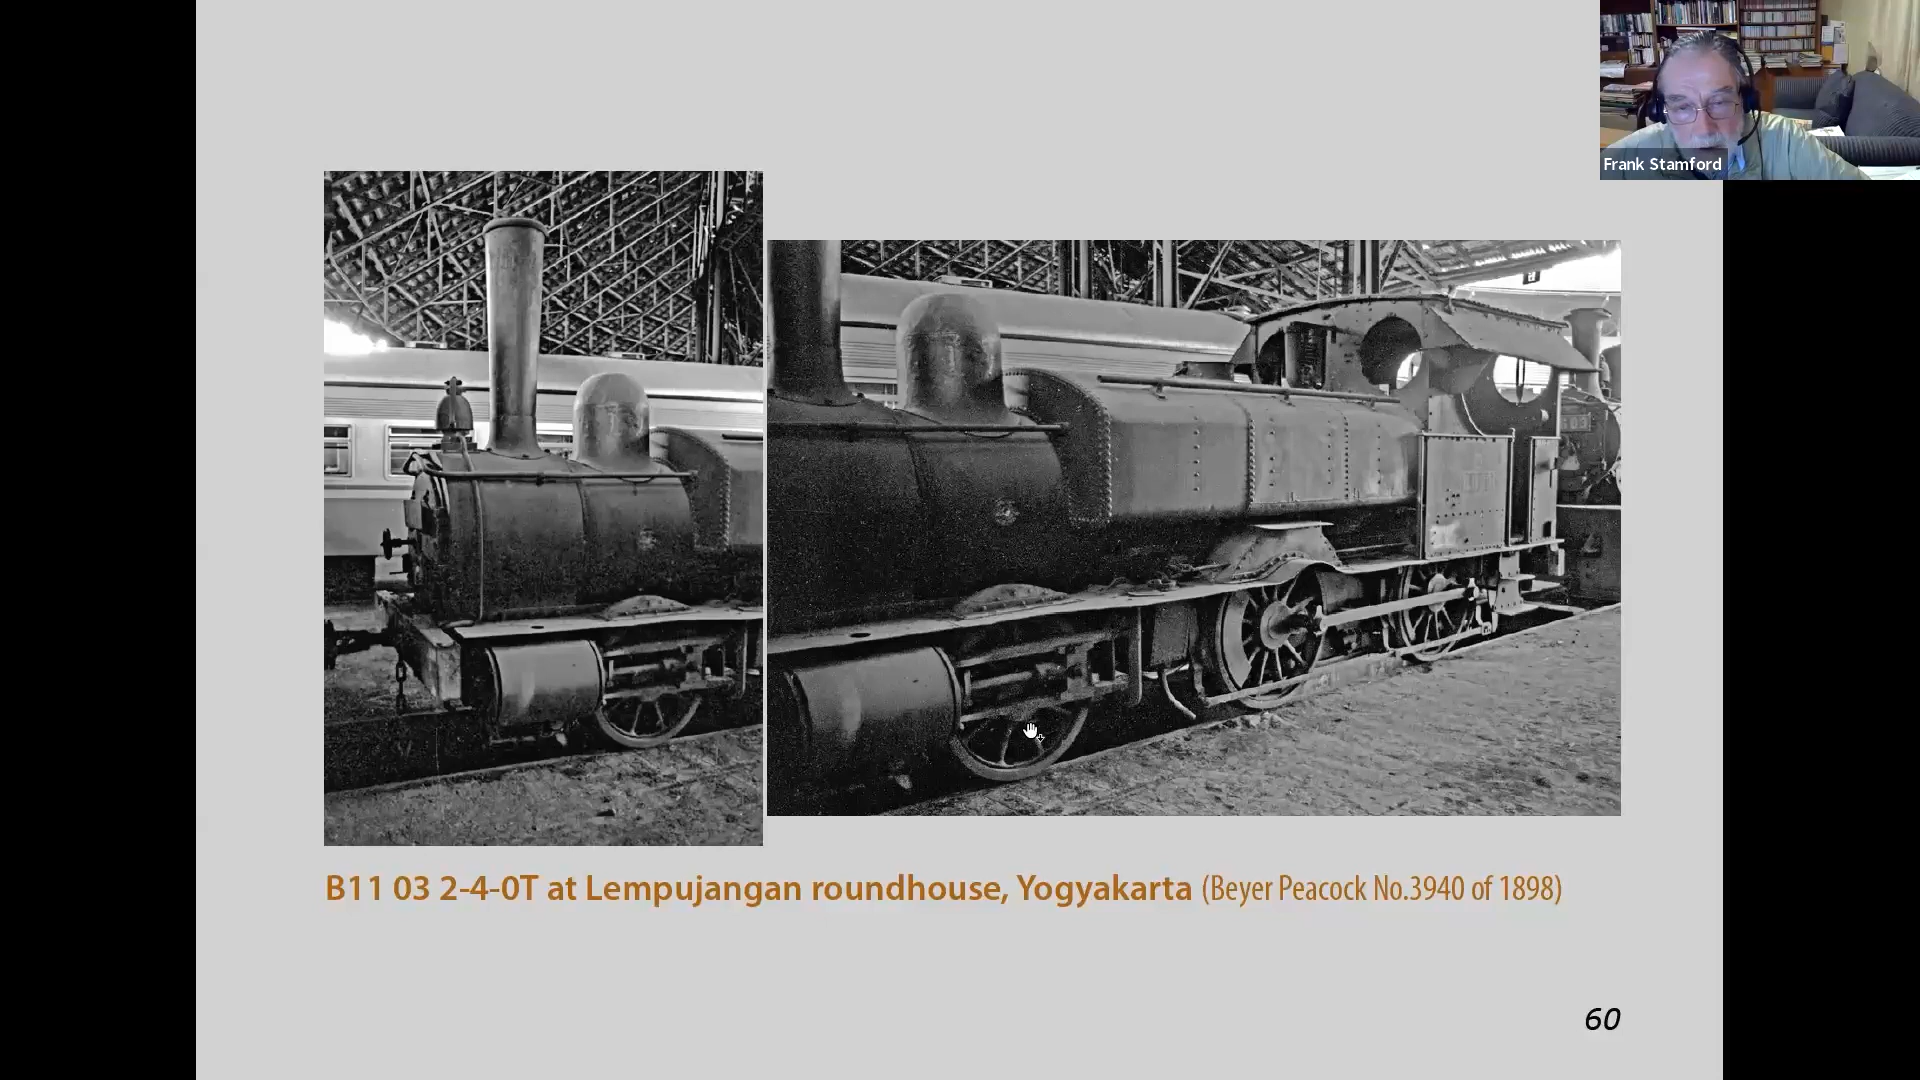 Frank Stamford
B11 03 2-4-0T at Lempujangan roundhouse, Yogyakarta (Beyer Peacock No.3940 of 1898)
60